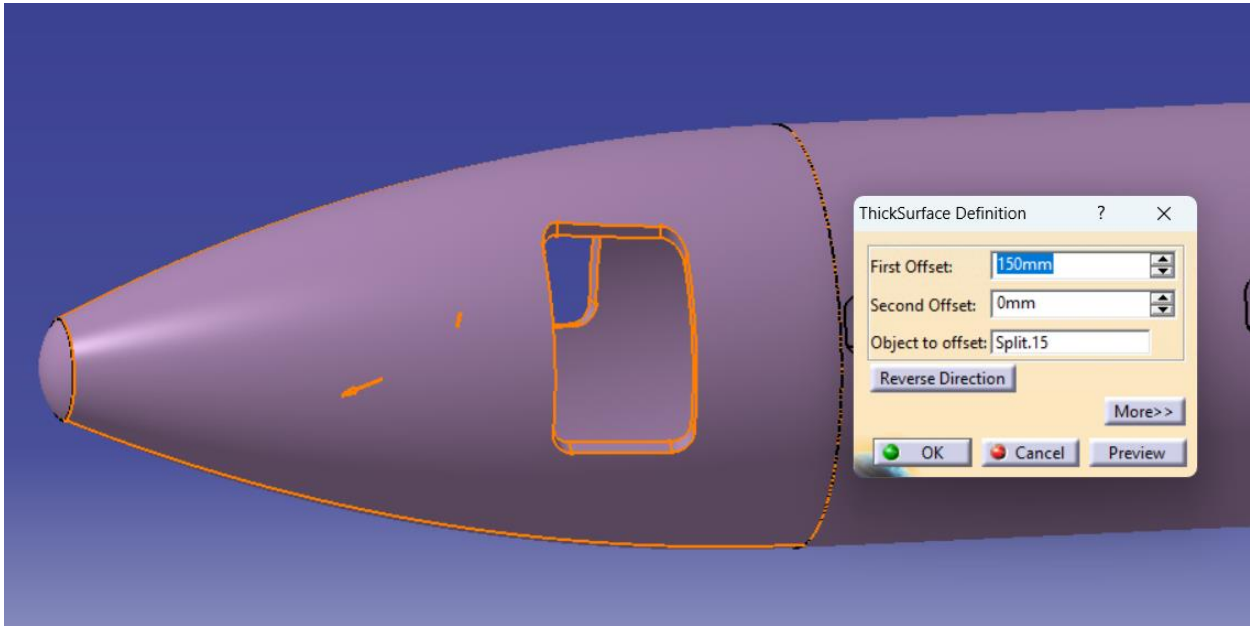 ThickSurface Definition ? ×
First Offset: 150mm
Second Offset: 0mm
Object to offset: Split.15
Reverse Direction
More>>
OK Cancel Preview